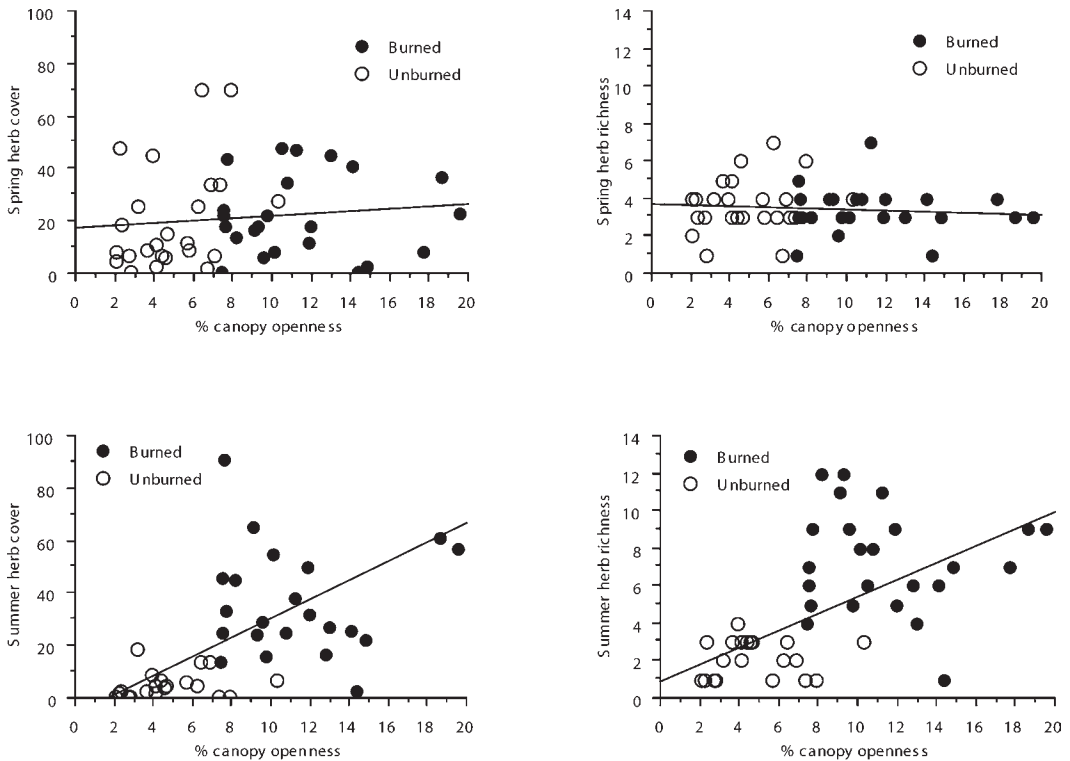 100
80
60
40
20
0
Spring herb cover
Burned
Unburned
0 2 4 6 8 10 12 14 16 18 20
% canopy openness
14
12
10
8
6
4
2
0
Spring herb richness
Burned
Unburned
0 2 4 6 8 10 12 14 16 18 20
% canopy openness
100
80
60
40
20
0
Summer herb cover
Burned
Unburned
0 2 4 6 8 10 12 14 16 18 20
% canopy openness
14
12
10
8
6
4
2
0
Summer herb richness
Burned
Unburned
0 2 4 6 8 10 12 14 16 18 20
% canopy openness